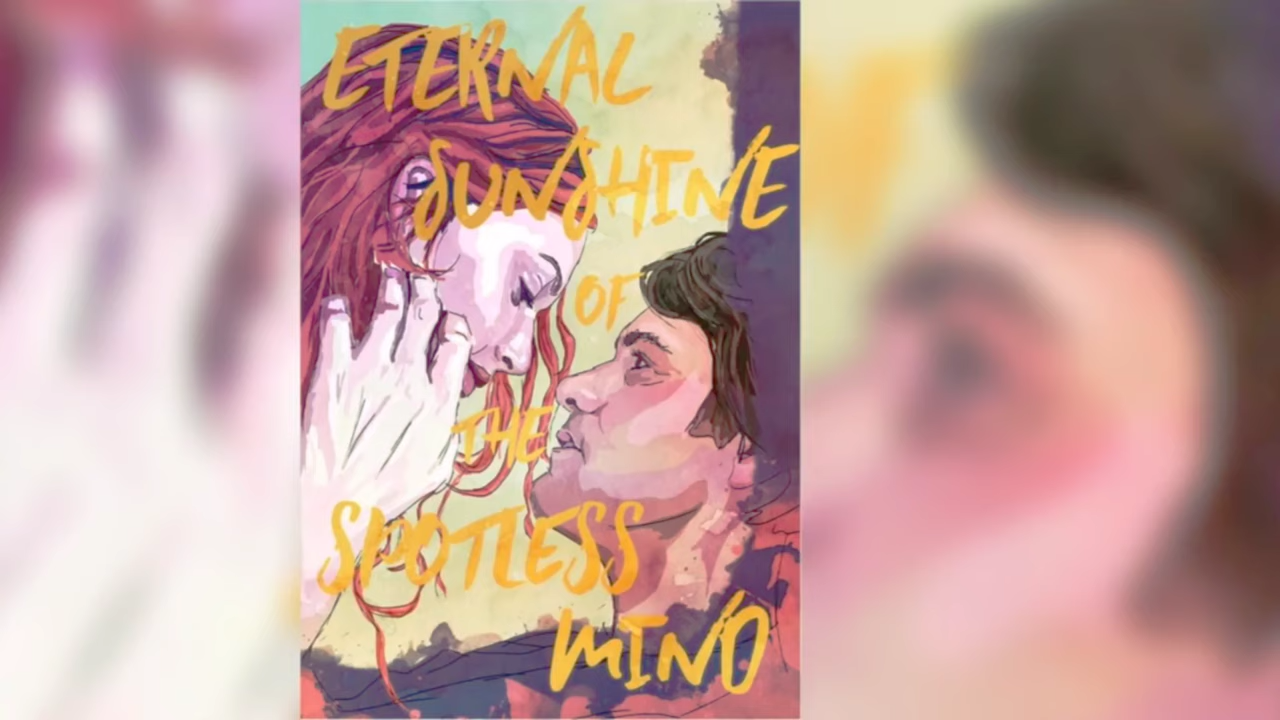 ETERNAL
SUNSHINE
OF
THE
SPOTLESS
MIND